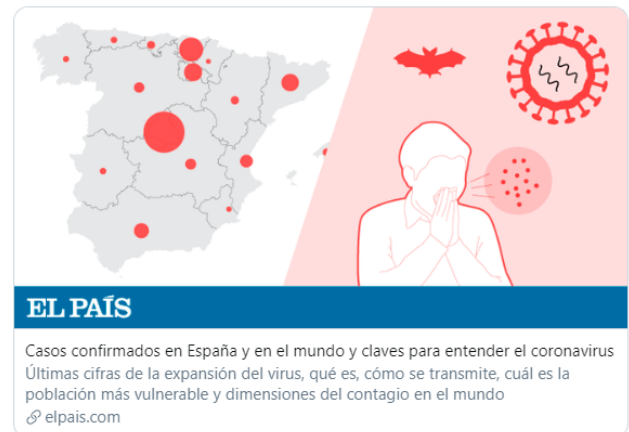 EL PAÍS
Casos confirmados en España y en el mundo y claves para entender el coronavirus
Últimas cifras de la expansión del virus, qué es, cómo se transmite, cuál es la
población más vulnerable y dimensiones del contagio en el mundo
elpais.com